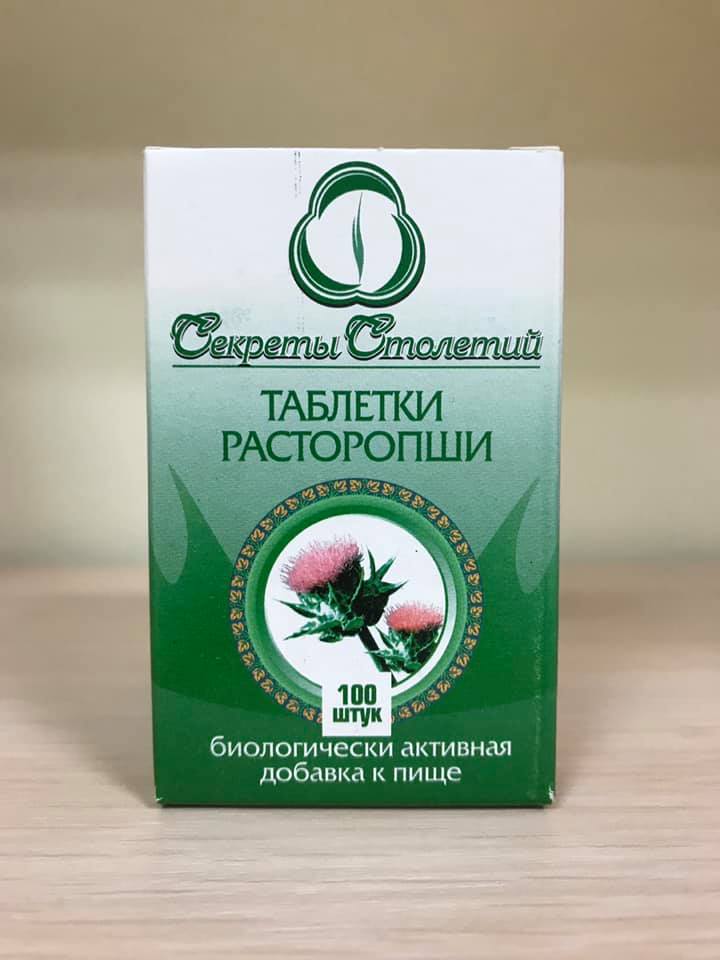 Секреты Столетий
ТАБЛЕТКИ
РАСТОРОПШИ
100
штук
биологически активная
добавка к пище